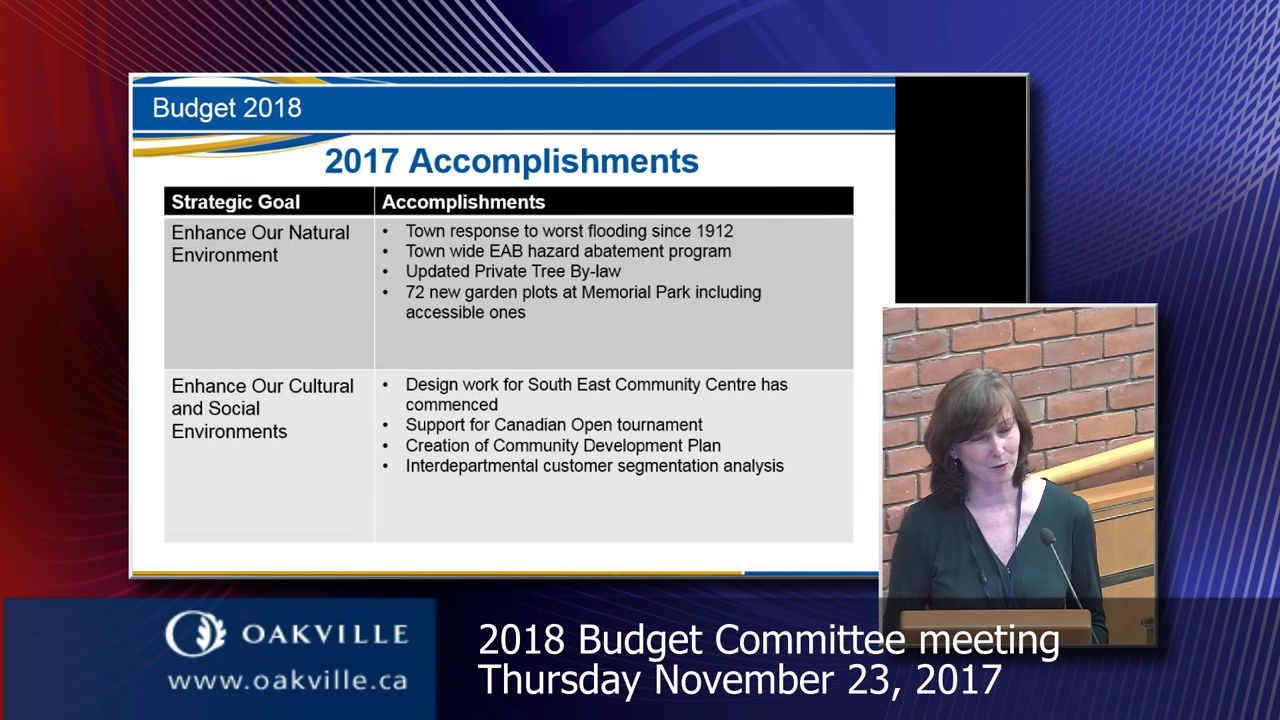 Budget 2018
2017 Accomplishments
Strategic Goal
Accomplishments
Enhance Our Natural
Environment
• Town response to worst flooding since 1912
• Town wide EAB hazard abatement program
• Updated Private Tree By-law
• 72 new garden plots at Memorial Park including
accessible ones
Enhance Our Cultural
and Social
Environments
• Design work for South East Community Centre has
commenced
• Support for Canadian Open tournament
• Creation of Community Development Plan
• Interdepartmental customer segmentation analysis
OAKVILLE
www.oakville.ca
2018 Budget Committee meeting
Thursday November 23, 2017